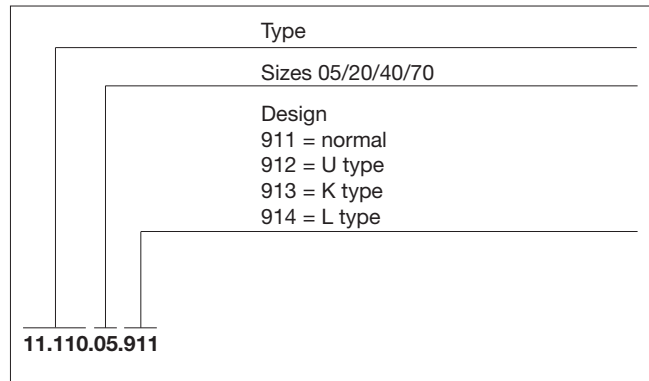 Type
Sizes 05/20/40/70
Design
911 = normal
912 = U type
913 = K type
914 = L type
11.110.05.911